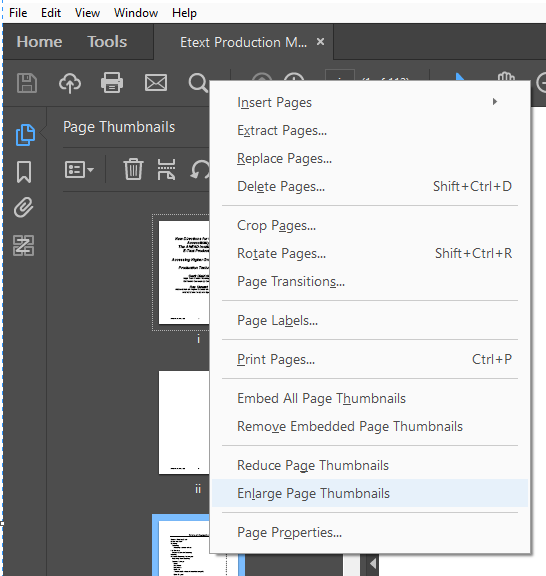 File Edit View Window Help
Home Tools Etext Production M... ×
Page Thumbnails
Insert Pages
Extract Pages...
Replace Pages...
Delete Pages... Shift+Ctrl+D
Crop Pages...
Rotate Pages... Shift+Ctrl+R
Page Transitions...
Page Labels...
Print Pages... Ctrl+P
Embed All Page Thumbnails
Remove Embedded Page Thumbnails
Reduce Page Thumbnails
Enlarge Page Thumbnails
Page Properties...
i
ii